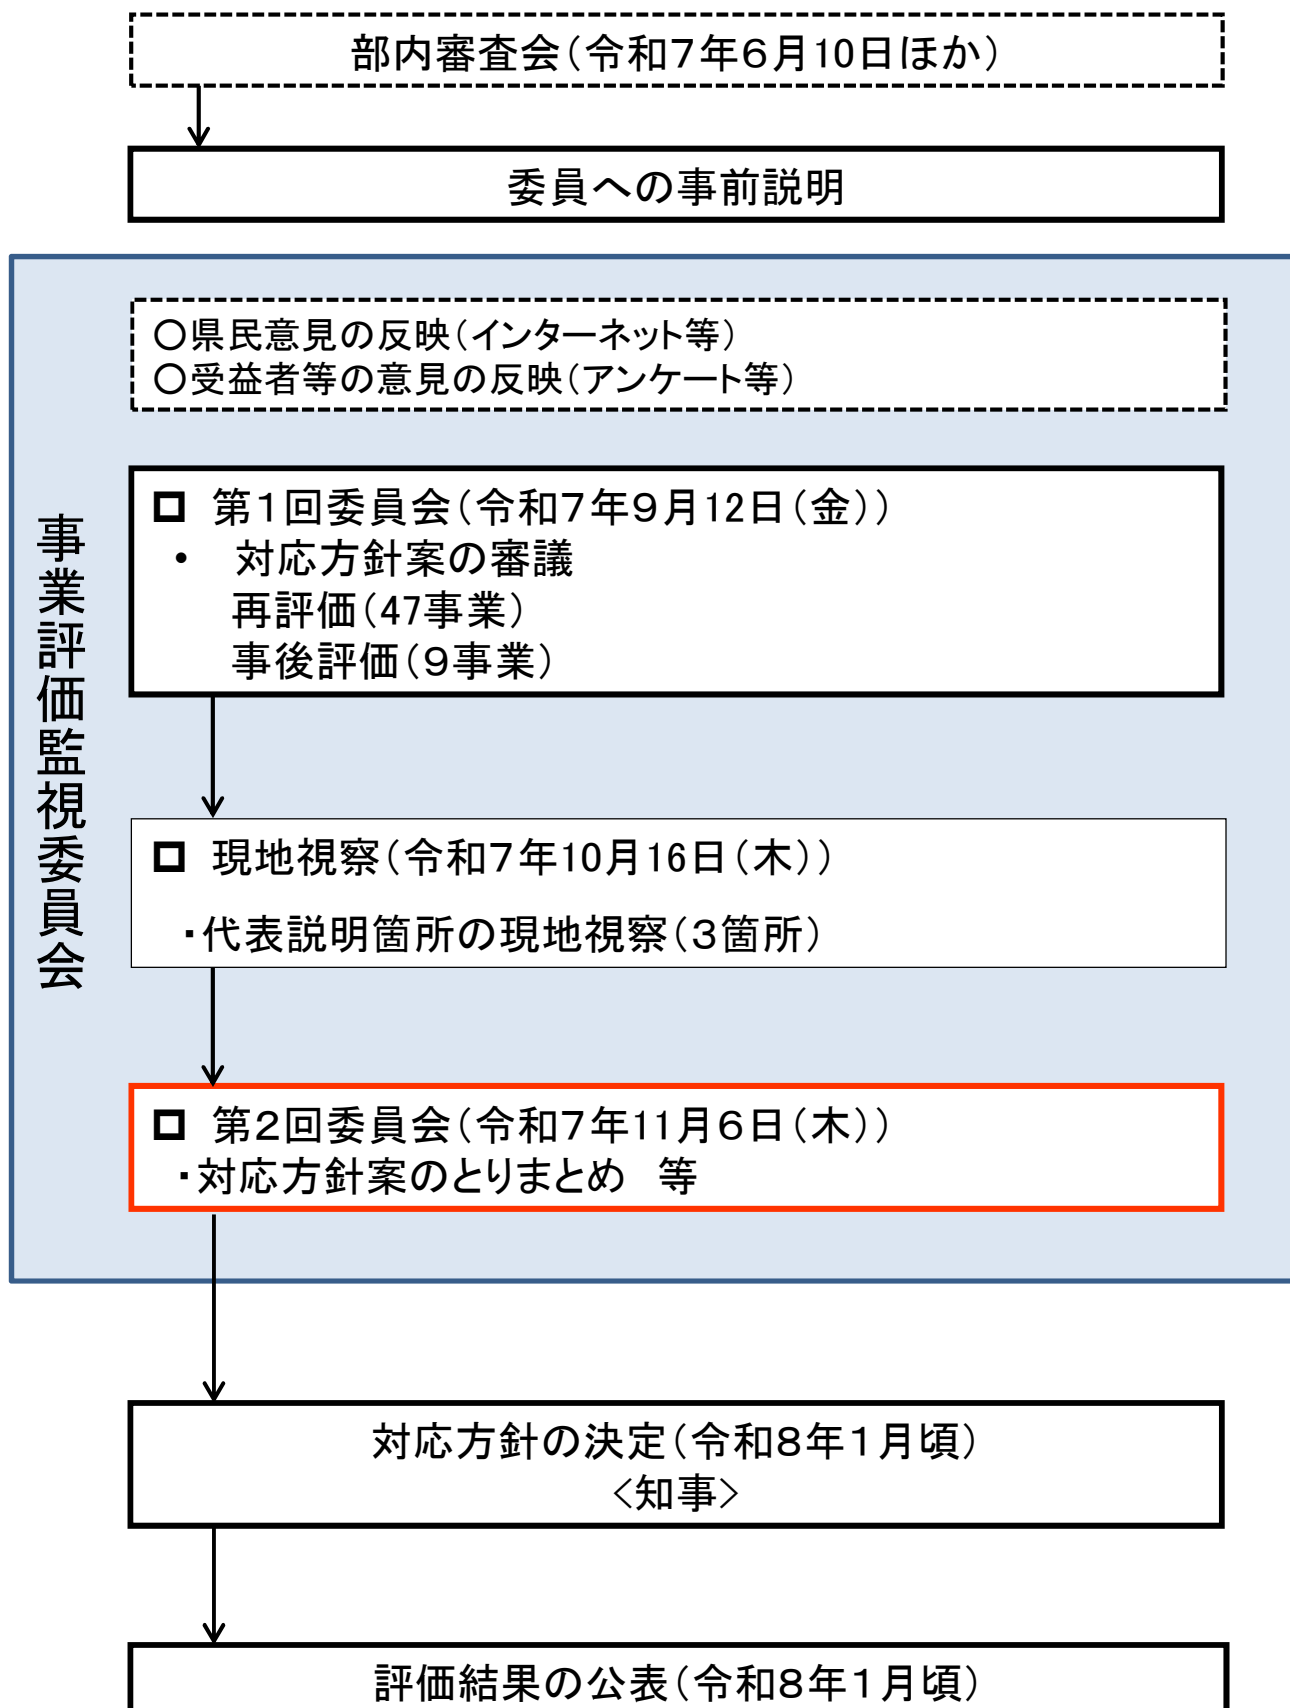 部内審査会(令和7年6月10日ほか)
委員への事前説明
事業評価監視委員会
○県民意見の反映(インターネット等)
○受益者等の意見の反映(アンケート等)
□ 第1回委員会(令和7年9月12日(金))
• 対応方針案の審議
再評価(47事業)
事後評価(9事業)
□ 現地視察(令和7年10月16日(木))
・代表説明箇所の現地視察(3箇所)
□ 第2回委員会(令和7年11月6日(木))
・対応方針案のとりまとめ 等
対応方針の決定(令和8年1月頃)
<知事>
評価結果の公表(令和8年1月頃)